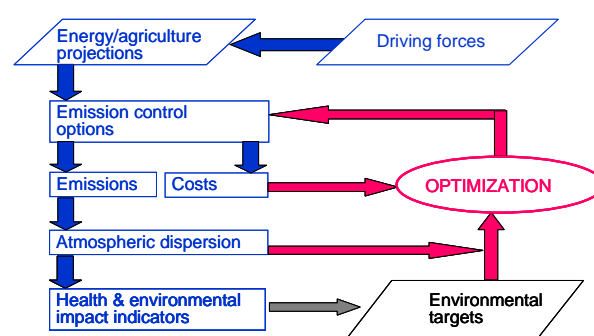 Energy/agriculture
projections
Driving forces
Emission control
options
Emissions
Costs
OPTIMIZATION
Atmospheric dispersion
Health & environmental
impact indicators
Environmental
targets